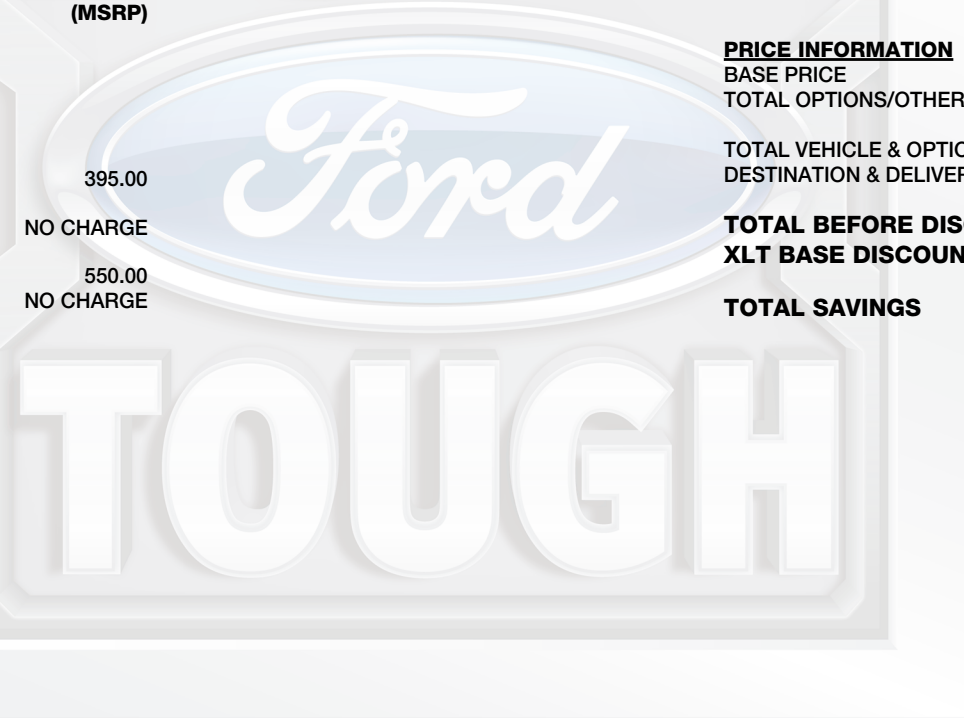 (MSRP)
395.00
NO CHARGE
550.00
NO CHARGE
PRICE INFORMATION
BASE PRICE
TOTAL OPTIONS/OTHER
TOTAL VEHICLE & OPTIO
DESTINATION & DELIVER
TOTAL BEFORE DIS
XLT BASE DISCOUN
TOTAL SAVINGS
Ford
TOUGH